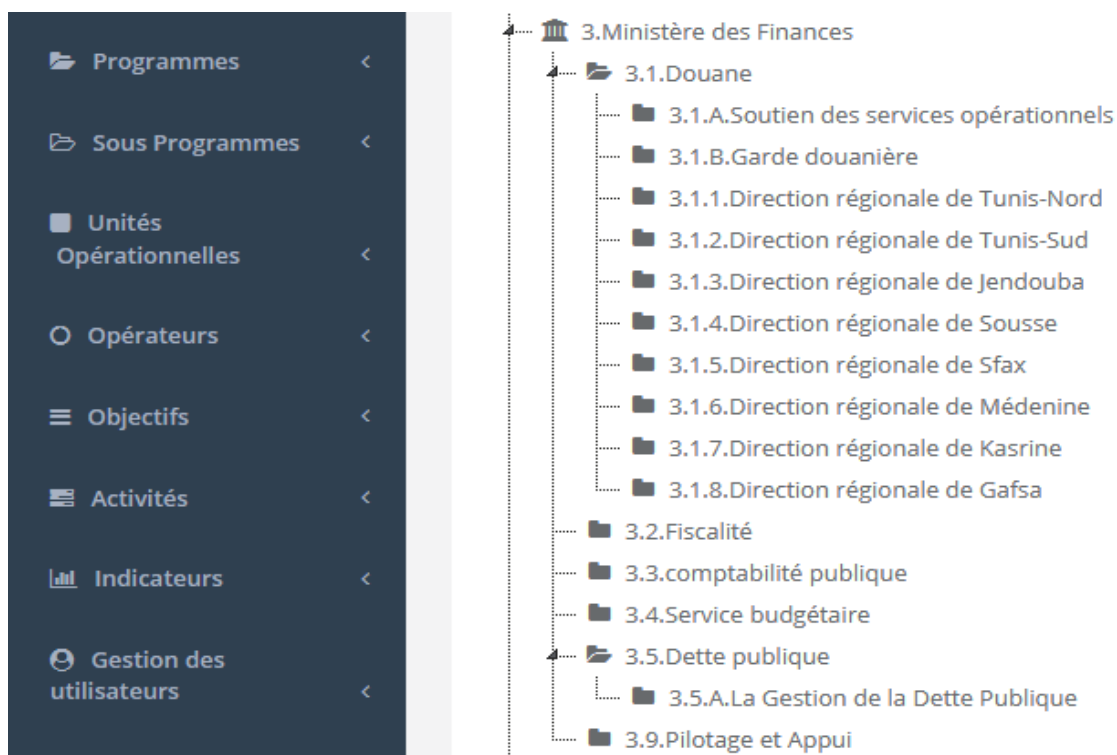 Programmes
Sous Programmes
Unités
Opérationnelles
Opérateurs
Objectifs
Activités
Indicateurs
Gestion des
utilisateurs
3.Ministère des Finances
3.1.Douane
3.1.A.Soutien des services opérationnels
3.1.B.Garde douanière
3.1.1.Direction régionale de Tunis-Nord
3.1.2.Direction régionale de Tunis-Sud
3.1.3.Direction régionale de Jendouba
3.1.4.Direction régionale de Sousse
3.1.5.Direction régionale de Sfax
3.1.6.Direction régionale de Médenine
3.1.7.Direction régionale de Kasrine
3.1.8.Direction régionale de Gafsa
3.2.Fiscalité
3.3.comptabilité publique
3.4.Service budgétaire
3.5.Dette publique
3.5.A.La Gestion de la Dette Publique
3.9.Pilotage et Appui